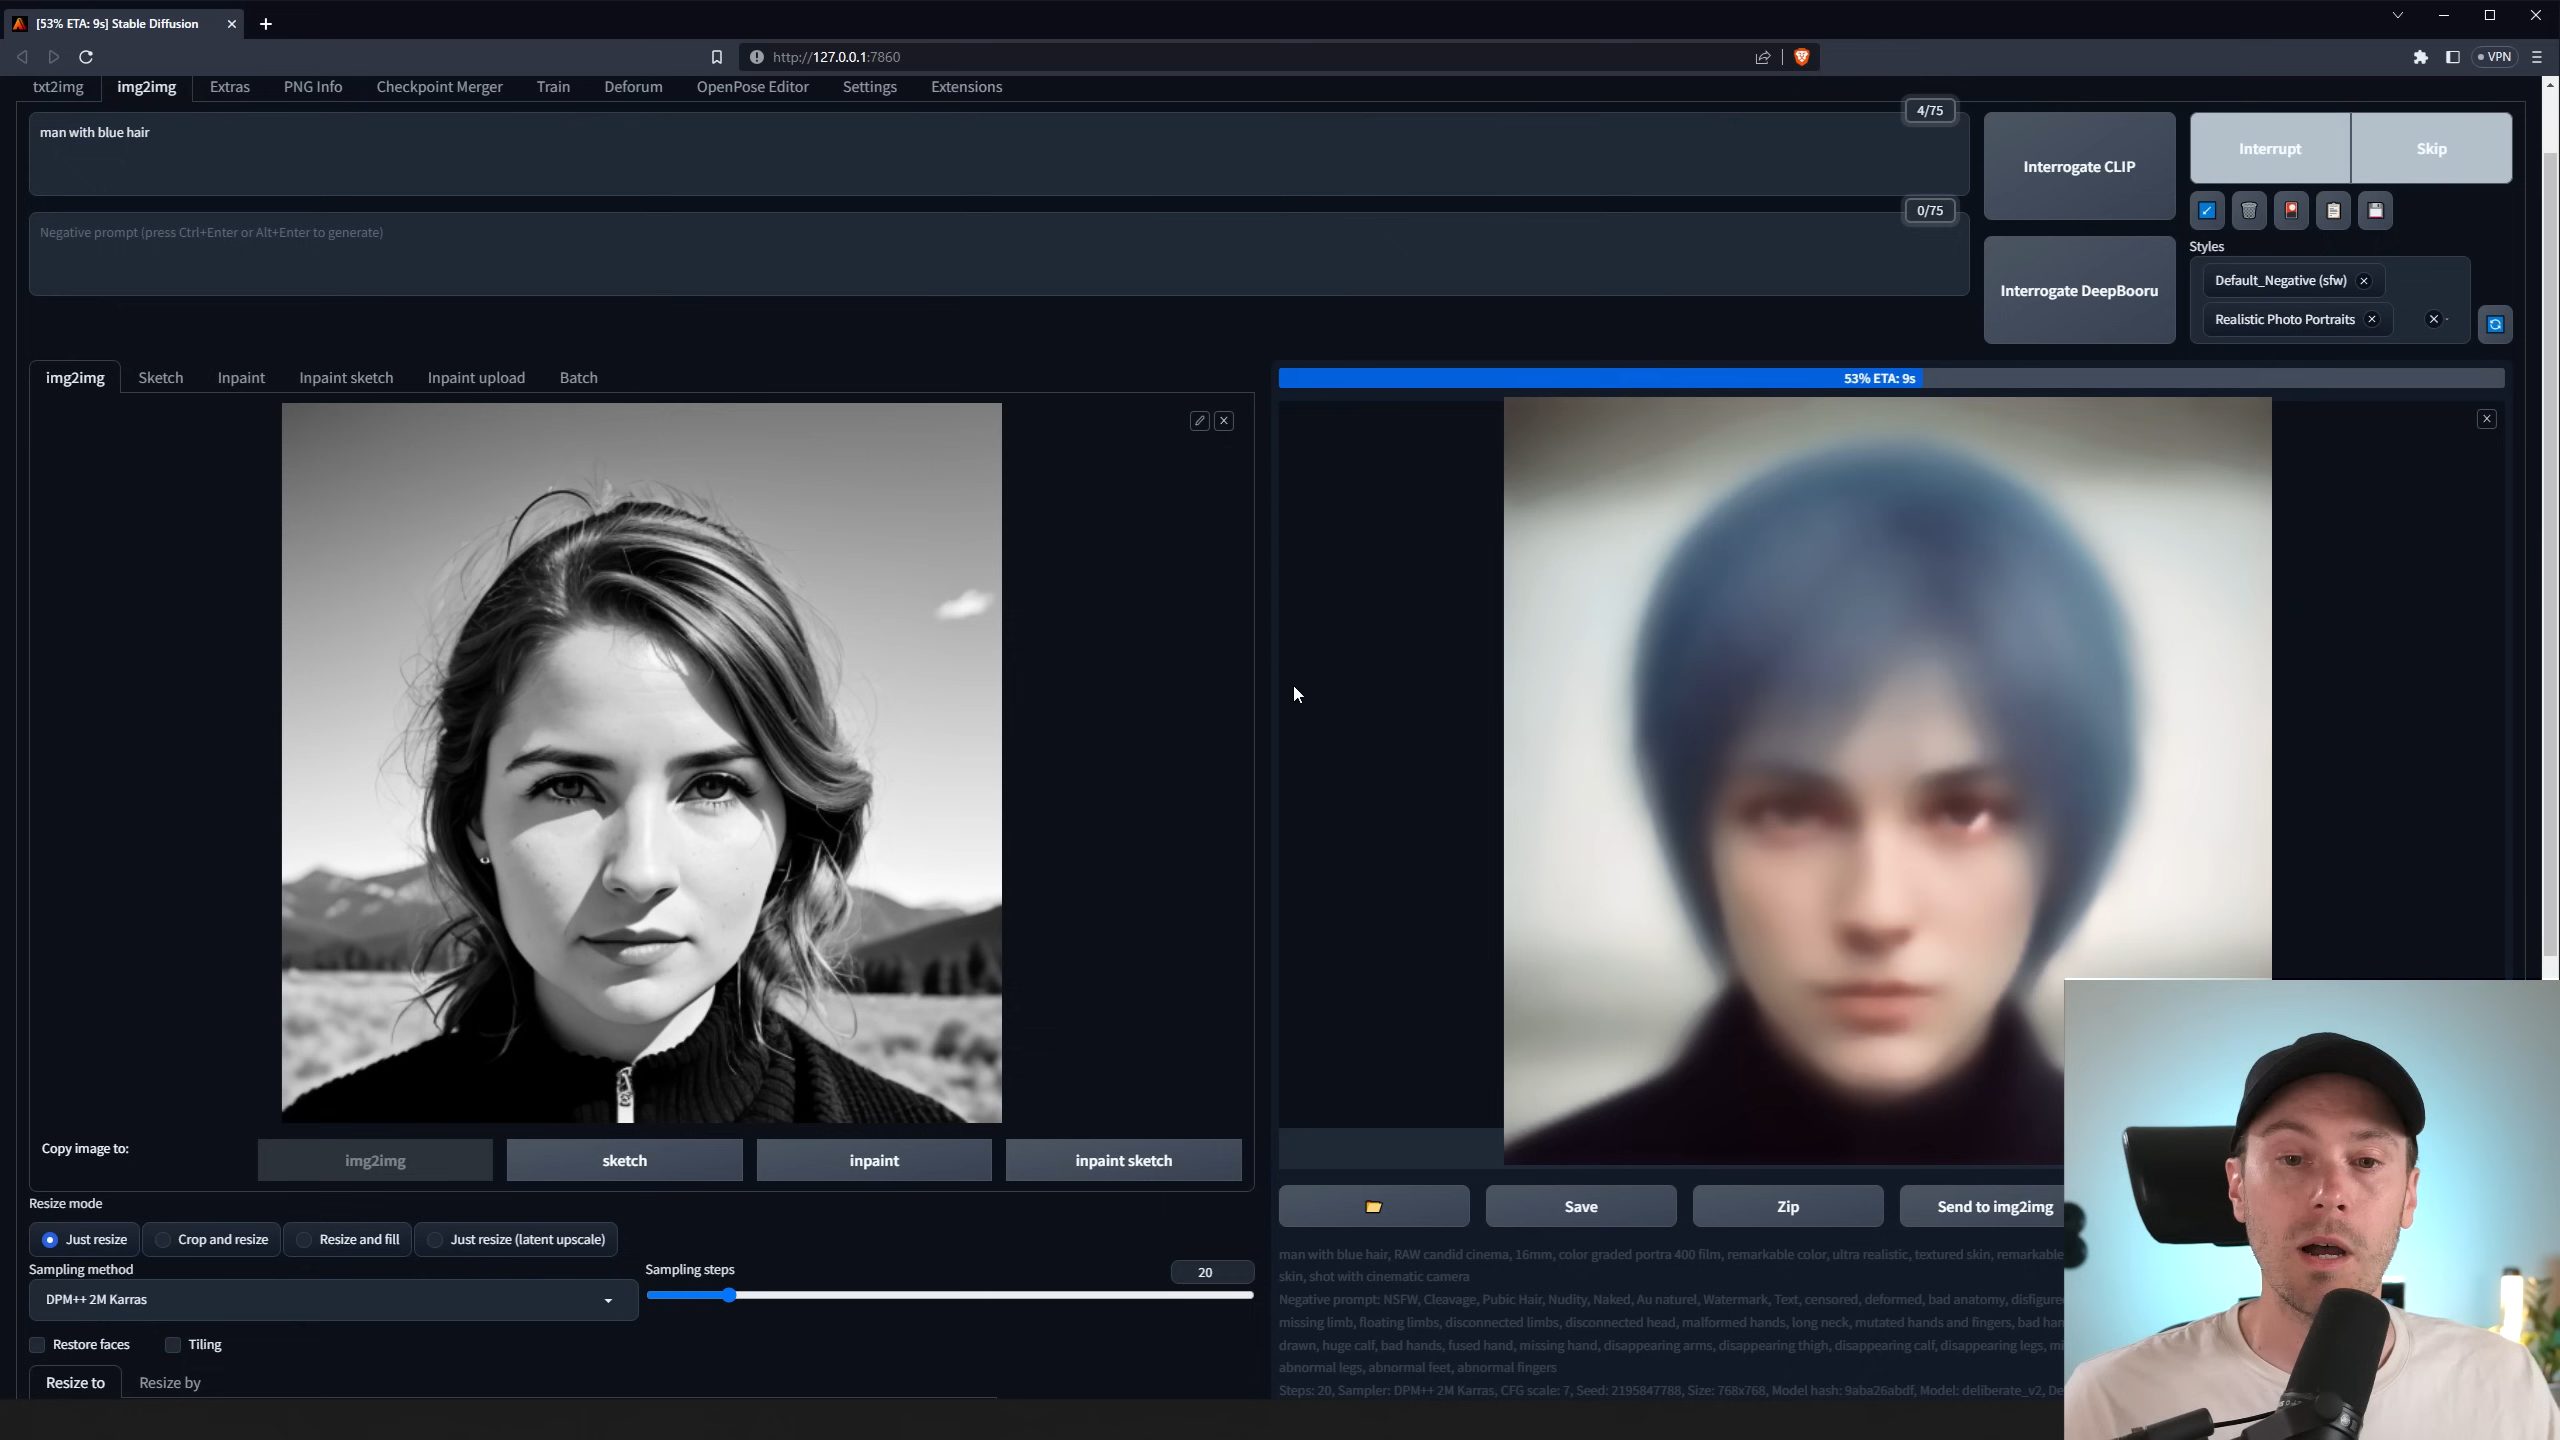 [53% ETA: 9s] Stable Diffusion
http://127.0.0.1:7860
VPN
txt2img img2img Extras PNG Info Checkpoint Merger Train Deforum OpenPose Editor Settings Extensions
man with blue hair
4/75
Negative prompt (press Ctrl+Enter or Alt+Enter to generate)
0/75
Interrogate CLIP
Interrogate DeepBooru
Interrupt Skip
Styles
Default_Negative (sfw)
Realistic Photo Portraits
img2img Sketch Inpaint Inpaint sketch Inpaint upload Batch
53% ETA: 9s
Copy image to:
img2img sketch inpaint inpaint sketch
Resize mode
Just resize Crop and resize Resize and fill Just resize (latent upscale)
Sampling method
DPM++ 2M Karras
Sampling steps
20
Restore faces Tiling
Resize to Resize by
Save Zip Send to img2img
man with blue hair, RAW candid cinema, 16mm, color graded portra 400 film, remarkable color, ultra realistic, textured skin, remarkable
skin, shot with cinematic camera
Negative prompt: NSFW, Cleavage, Pubic Hair, Nudity, Naked, Au naturel, Watermark, Text, censored, deformed, bad anatomy, disfigure
missing limb, floating limbs, disconnected limbs, disconnected head, malformed hands, long neck, mutated hands and fingers, bad han
drawn, huge calf, bad hands, fused hand, missing hand, disappearing arms, disappearing thigh, disappearing calf, disappearing legs, mi
abnormal legs, abnormal feet, abnormal fingers
Steps: 20, Sampler: DPM++ 2M Karras, CFG scale: 7, Seed: 2195847788, Size: 768x768, Model hash: 9aba26abdf, Model: deliberate_v2, De